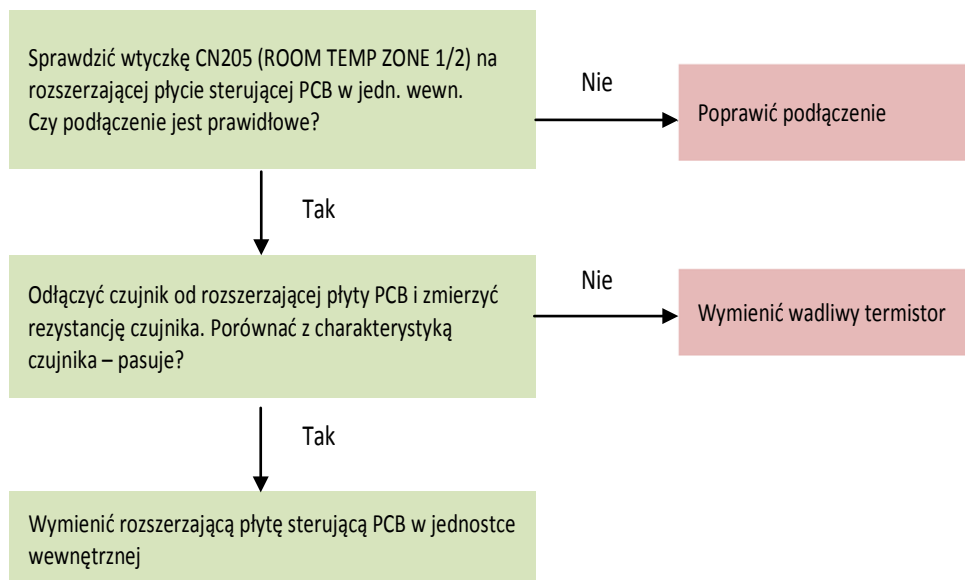 Sprawdzić wtyczkę CN205 (ROOM TEMP ZONE 1/2) na
rozszerzającej płycie sterującej PCB w jedn. wewn.
Czy podłączenie jest prawidłowe?
Nie
Poprawić podłączenie
Tak
Odłączyć czujnik od rozszerzającej płyty PCB i zmierzyć
rezystancję czujnika. Porównać z charakterystyką
czujnika – pasuje?
Nie
Wymienić wadliwy termistor
Tak
Wymienić rozszerzającą płytę sterującą PCB w jednostce
wewnętrznej